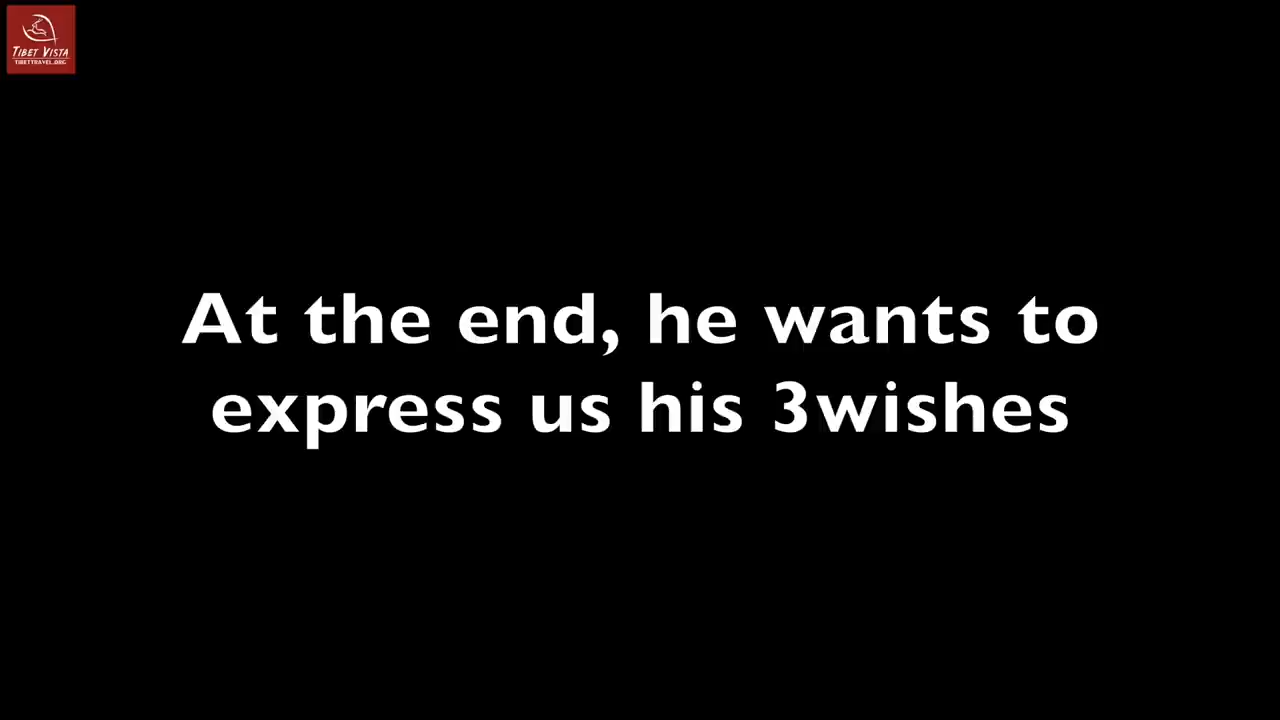 TIBET VISTA
TIBETTRAVEL.ORG
At the end, he wants to
express us his 3wishes